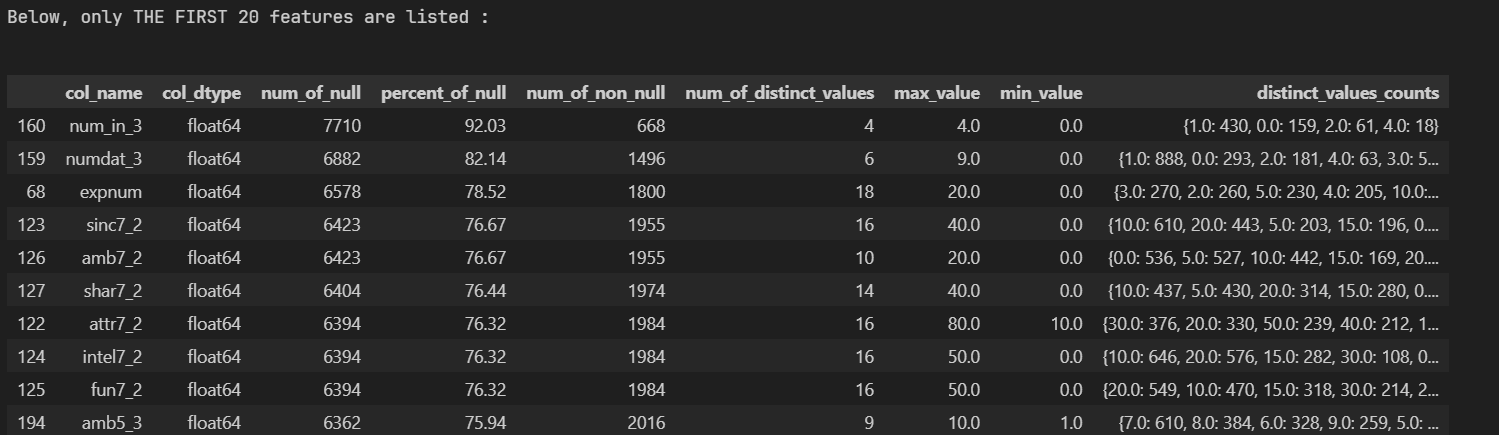 Below, only THE FIRST 20 features are listed :
col_name col_dtype num_of_null percent_of_null num_of_non_null num_of_distinct_values max_value min_value distinct_values_counts
160 num_in_3 float64 7710 92.03 668 4 4.0 0.0 {1.0: 430, 0.0: 159, 2.0: 61, 4.0: 18}
159 numdat_3 float64 6882 82.14 1496 6 9.0 0.0 {1.0: 888, 0.0: 293, 2.0: 181, 4.0: 63, 3.0: 5...
68 expnum float64 6578 78.52 1800 18 20.0 0.0 {3.0: 270, 2.0: 260, 5.0: 230, 4.0: 205, 10.0:...
123 sinc7_2 float64 6423 76.67 1955 16 40.0 0.0 {10.0: 610, 20.0: 443, 5.0: 203, 15.0: 196, 0....
126 amb7_2 float64 6423 76.67 1955 10 20.0 0.0 {0.0: 536, 5.0: 527, 10.0: 442, 15.0: 169, 20....
127 shar7_2 float64 6404 76.44 1974 14 40.0 0.0 {10.0: 437, 5.0: 430, 20.0: 314, 15.0: 280, 0....
122 attr7_2 float64 6394 76.32 1984 16 80.0 10.0 {30.0: 376, 20.0: 330, 50.0: 239, 40.0: 212, 1...
124 intel7_2 float64 6394 76.32 1984 16 50.0 0.0 {10.0: 646, 20.0: 576, 15.0: 282, 30.0: 108, 0...
125 fun7_2 float64 6394 76.32 1984 16 50.0 0.0 {20.0: 549, 10.0: 470, 15.0: 318, 30.0: 214, 2...
194 amb5_3 float64 6362 75.94 2016 9 10.0 1.0 {7.0: 610, 8.0: 384, 6.0: 328, 9.0: 259, 5.0: ...